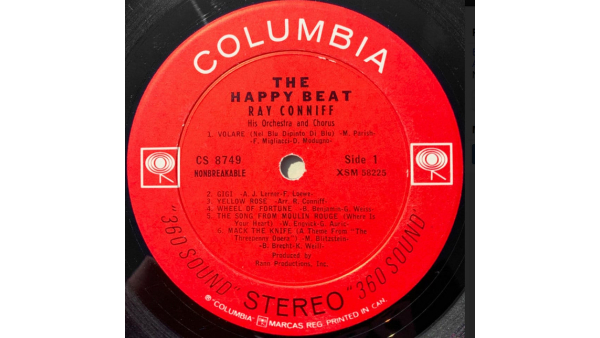 COLUMBIA
THE
HAPPY BEAT
RAY CONNIFF
His Orchestra and Chorus
1. VOLARE (Nel Blu Dipinto Di Blu) -M. Parish-
F. Migliacci-D. Modugno
CS 8749
Side 1
NONBREAKABLE
XSM 58225
2. GIGI -A. J. Lerner-F. Loewe
3. YELLOW ROSE -Arr. R. Conniff
4. WHEEL OF FORTUNE -B. Benjamin-G. Weiss
5. THE SONG FROM MOULIN ROUGE (Where Is
Your Heart) -W. Engvick-G. Auric
6. MACK THE KNIFE (A Theme From "The
Threepenny Opera") -M. Blitzstein-
B. Brecht-K. Weill
Produced by
Rann Productions, Inc.
"360 SOUND" STEREO "360 SOUND"
® "COLUMBIA" MARCAS REG. PRINTED IN CAN.